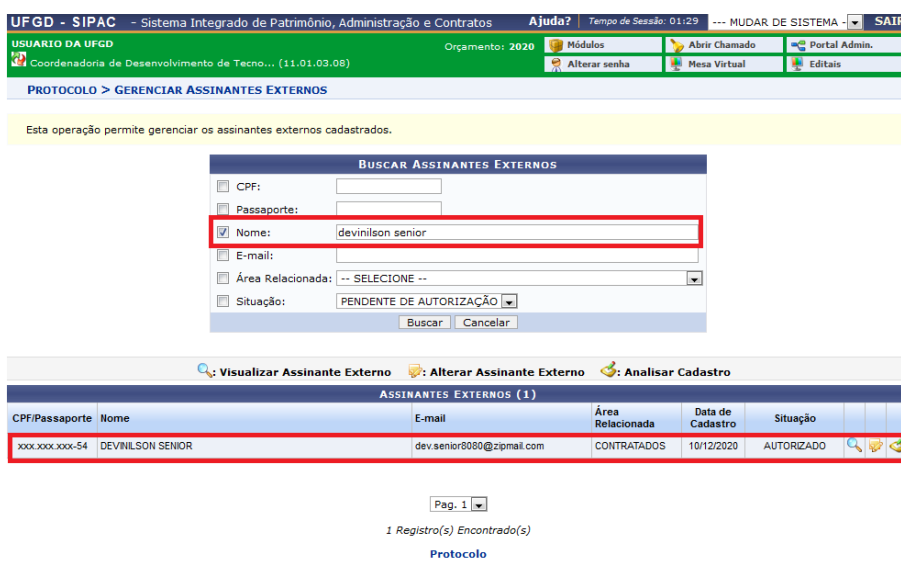 UFGD - SIPAC - Sistema Integrado de Patrimônio, Administração e Contratos Ajuda? Tempo de Sessão: 01:29 --- MUDAR DE SISTEMA - SAIR
USUARIO DA UFGD Orçamento: 2020 Módulos Abrir Chamado Portal Admin.
Coordenadoria de Desenvolvimento de Tecno... (11.01.03.08) Alterar senha Mesa Virtual Editais
PROTOCOLO > GERENCIAR ASSINANTES EXTERNOS
Esta operação permite gerenciar os assinantes externos cadastrados.
BUSCAR ASSINANTES EXTERNOS
CPF:
Passaporte:
Nome: devinilson senior
E-mail:
Área Relacionada: -- SELECIONE --
Situação: PENDENTE DE AUTORIZAÇÃO
Buscar Cancelar
: Visualizar Assinante Externo : Alterar Assinante Externo : Analisar Cadastro
ASSINANTES EXTERNOS (1)
CPF/Passaporte Nome E-mail Área Relacionada Data de Cadastro Situação
xxx.xxx.xxx-54 DEVINILSON SENIOR dev.senior8080@zipmail.com CONTRATADOS 10/12/2020 AUTORIZADO
Pag. 1
1 Registro(s) Encontrado(s)
Protocolo